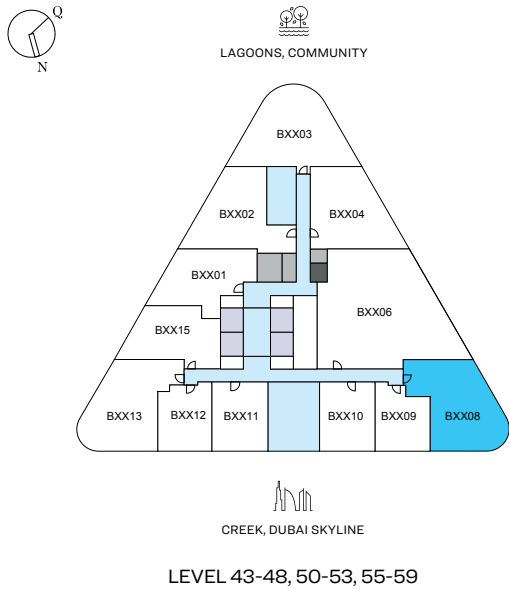 Q
N
LAGOONS, COMMUNITY
BXX03
BXX02
BXX04
BXX01
BXX06
BXX15
BXX13
BXX12
BXX11
BXX10
BXX09
BXX08
CREEK, DUBAI SKYLINE
LEVEL 43-48, 50-53, 55-59